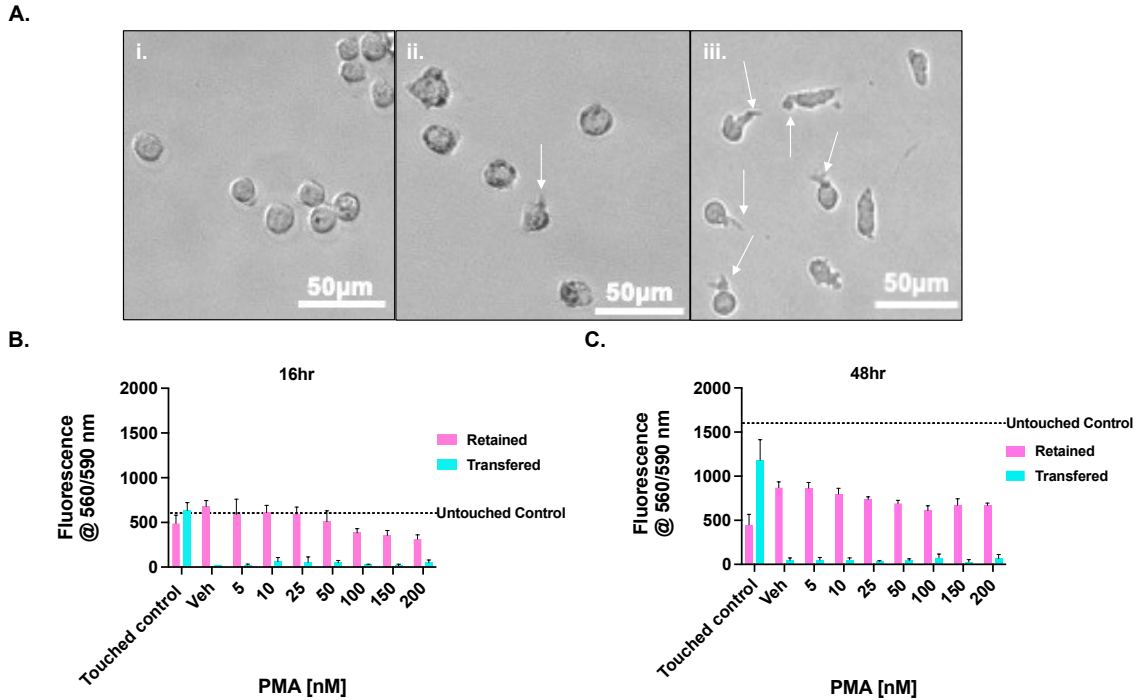 A.
i.
ii.
iii.
50µm
50µm
50µm
B.
C.
16hr
48hr
Fluorescence
@ 560/590 nm
2000
1500
1000
500
0
Retained
Transfered
Untouched Control
Touched control
Veh
5
10
25
50
100
150
200
PMA [nM]
Fluorescence
@ 560/590 nm
2000
1500
1000
500
0
Untouched Control
Retained
Transfered
Touched control
Veh
5
10
25
50
100
150
200
PMA [nM]